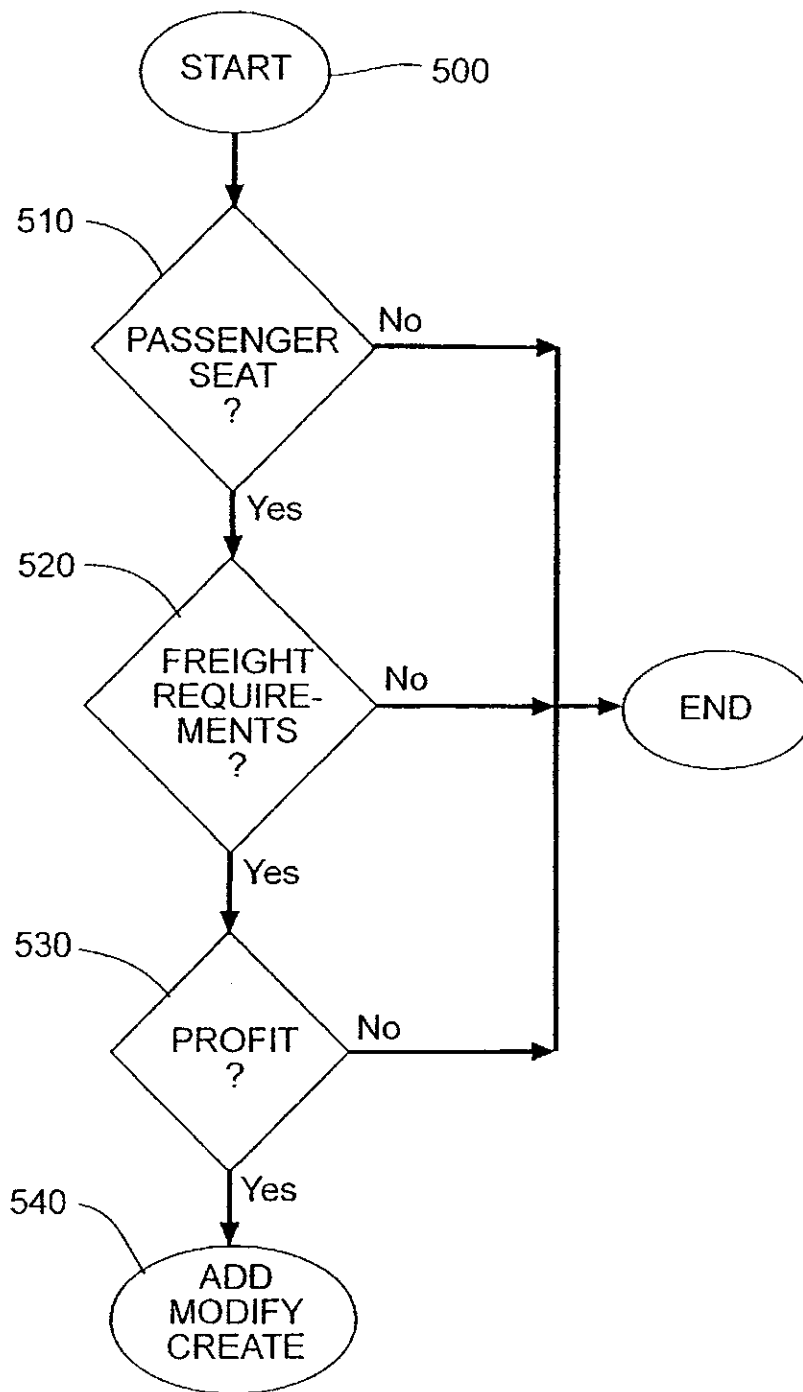 START
500
510
No
PASSENGER
SEAT
?
Yes
520
FREIGHT
REQUIRE-
MENTS
?
No
END
Yes
530
No
PROFIT
?
Yes
540
ADD
MODIFY
CREATE